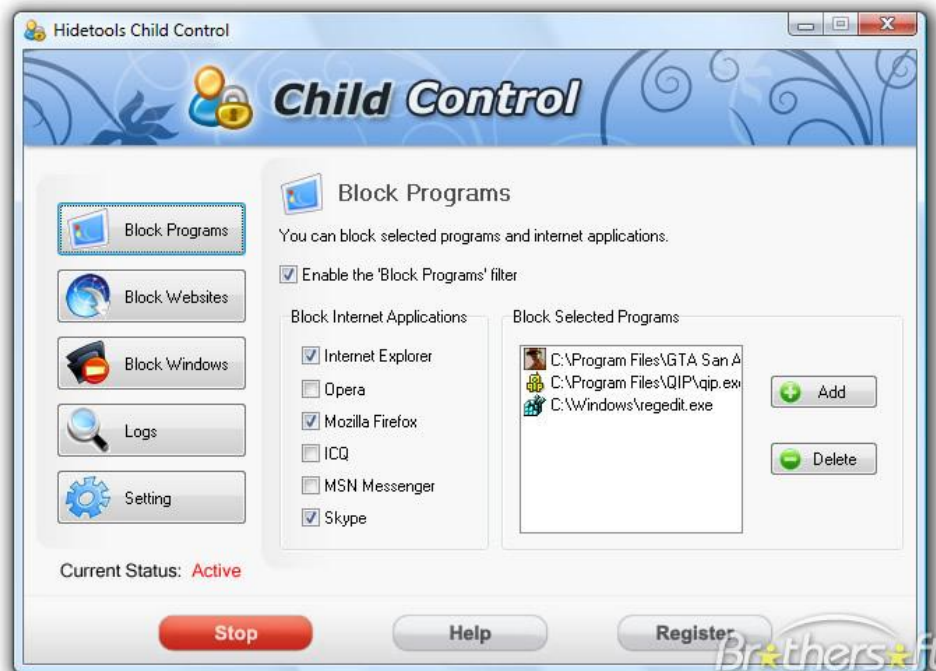 Hidetools Child Control
Child Control
Block Programs
Block Websites
Block Windows
Logs
Setting
Current Status: Active
Block Programs
You can block selected programs and internet applications.
Enable the 'Block Programs' filter
Block Internet Applications
Internet Explorer
Opera
Mozilla Firefox
ICQ
MSN Messenger
Skype
Block Selected Programs
C:\Program Files\GTA San A
C:\Program Files\QIP\qip.ex
C:\Windows\regedit.exe
Add
Delete
Stop
Help
Register
Brothersoft